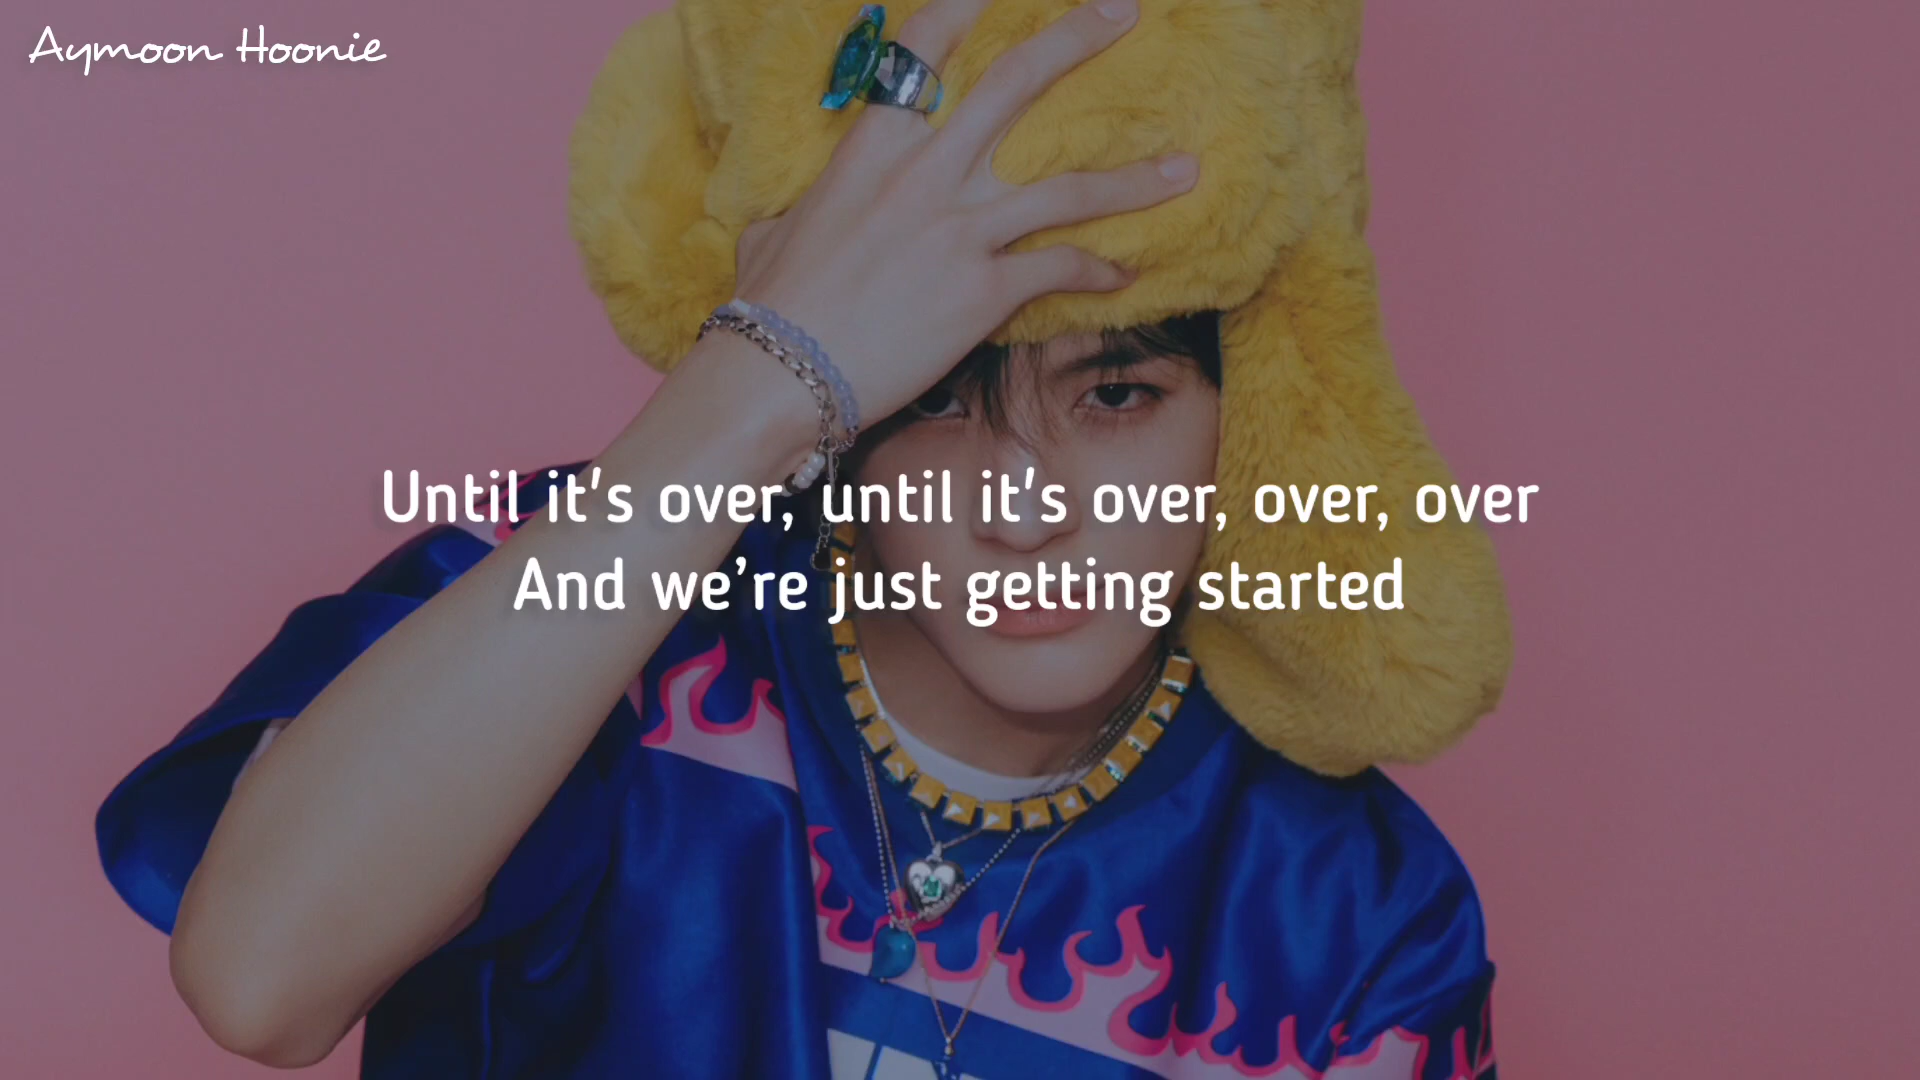 Aymoon Hoonie
Until it's over, until it's over, over, over
And we’re just getting started